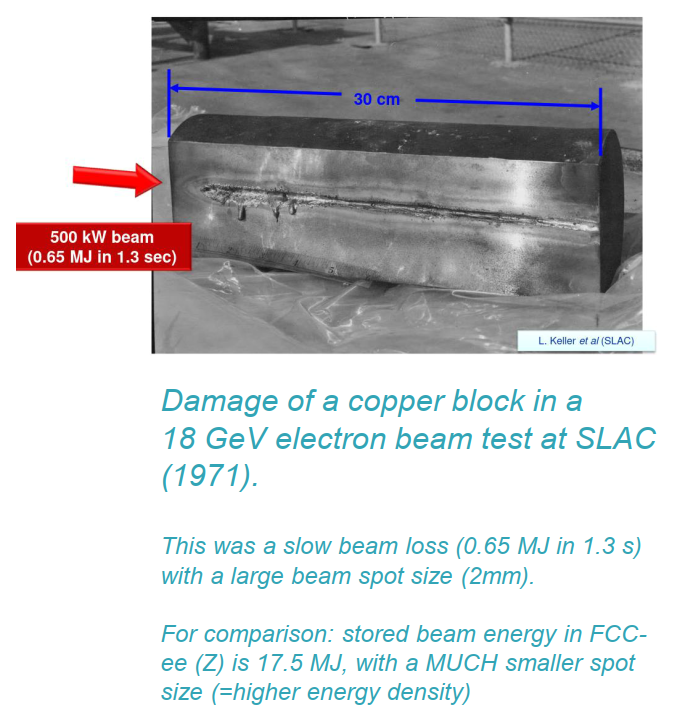 30 cm
500 kW beam
(0.65 MJ in 1.3 sec)
L. Keller et al (SLAC)
Damage of a copper block in a
18 GeV electron beam test at SLAC
(1971).
This was a slow beam loss (0.65 MJ in 1.3 s)
with a large beam spot size (2mm).
For comparison: stored beam energy in FCC-
ee (Z) is 17.5 MJ, with a MUCH smaller spot
size (=higher energy density)